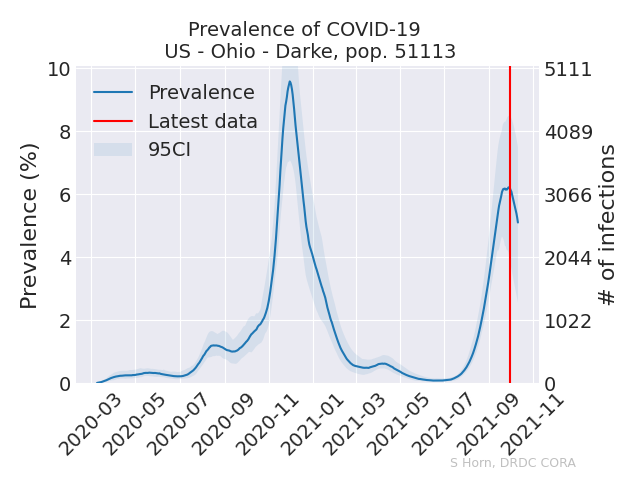 Prevalence of COVID-19
US - Ohio - Darke, pop. 51113
Prevalence
Latest data
95CI
Prevalence (%)
10
8
6
4
2
0
5111
4089
3066
2044
1022
0
# of infections
2020-03
2020-05
2020-07
2020-09
2020-11
2021-01
2021-03
2021-05
2021-07
2021-09
2021-11
S Horn, DRDC CORA